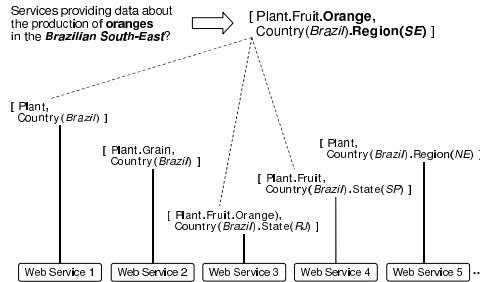 Services providing data about
the production of oranges
in the Brazilian South-East?
[ Plant.Fruit.Orange,
Country(Brazil).Region(SE) ]
[ Plant,
Country(Brazil) ]
[ Plant.Grain,
Country(Brazil) ]
[ Plant.Fruit.Orange),
Country(Brazil).State(RJ) ]
[ Plant.Fruit,
Country(Brazil).State(SP) ]
[ Plant,
Country(Brazil).Region(NE) ]
Web Service 1
Web Service 2
Web Service 3
Web Service 4
Web Service 5
...